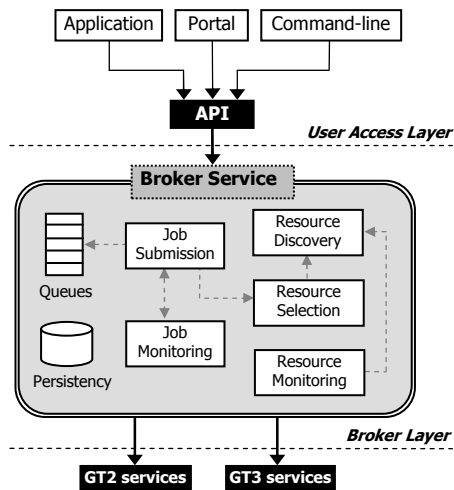 Application
Portal
Command-line
API
User Access Layer
Broker Service
Job
Submission
Resource
Discovery
Queues
Resource
Selection
Job
Monitoring
Resource
Monitoring
Persistency
Broker Layer
GT2 services
GT3 services